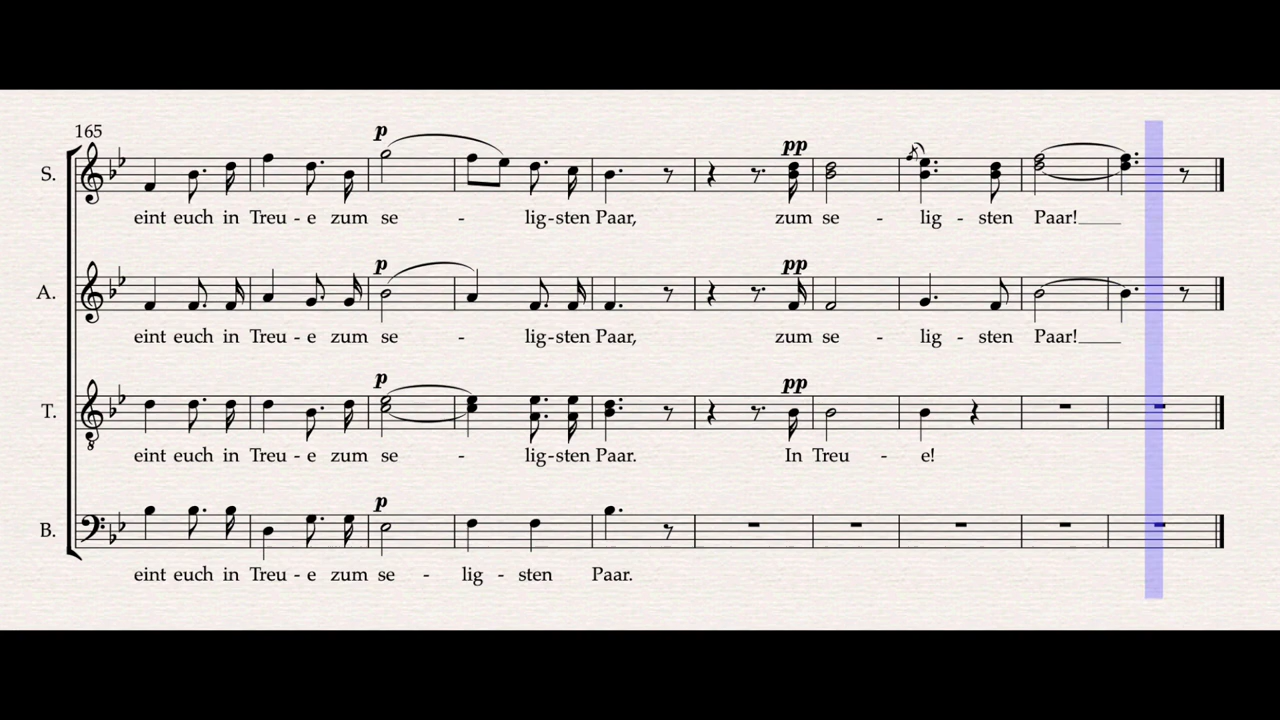 165
p
pp
S.
eint euch in Treu - e zum se - lig-sten Paar, zum se - lig - sten Paar!
p
pp
A.
eint euch in Treu - e zum se - lig-sten Paar, zum se - lig - sten Paar!
p
pp
T.
8
eint euch in Treu - e zum se - lig-sten Paar. In Treu - e!
p
B.
eint euch in Treu - e zum se - lig - sten Paar.